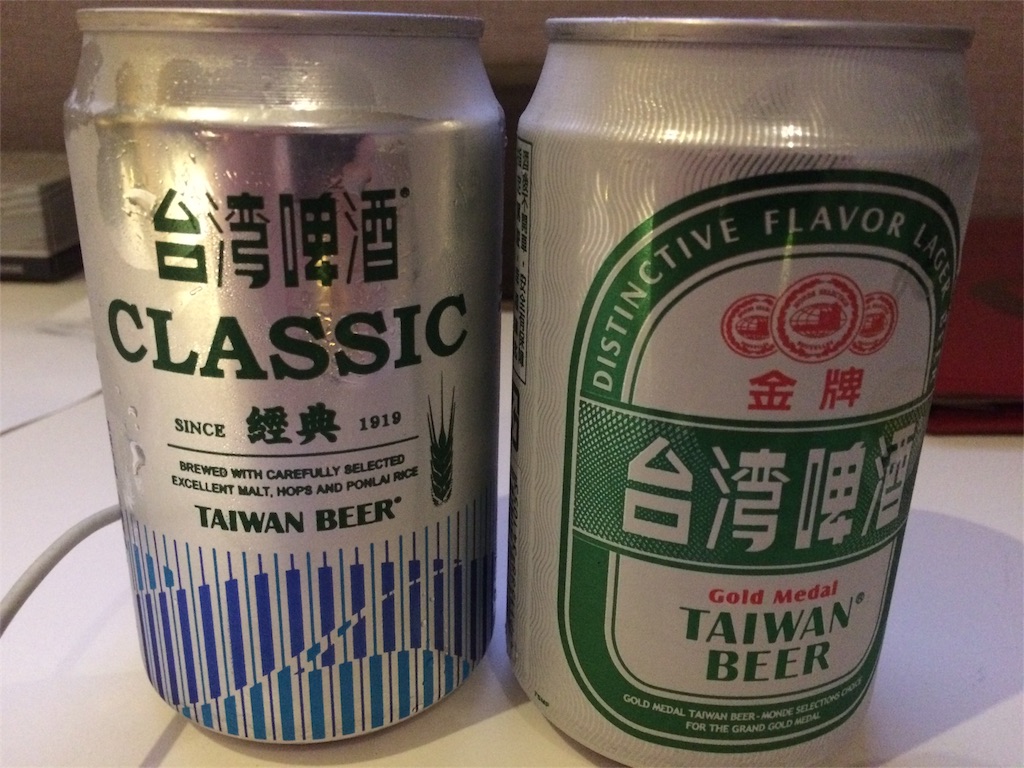 台湾啤酒®
CLASSIC
SINCE 經典 1919
BREWED WITH CAREFULLY SELECTED
EXCELLENT MALT, HOPS AND PONLAI RICE
TAIWAN BEER®
DISTINCTIVE FLAVOR LAGER BEER
金牌
台湾啤酒
Gold Medal
TAIWAN®
BEER
GOLD MEDAL TAIWAN BEER-MONDE SELECTIONS CHOICE
FOR THE GRAND GOLD MEDAL